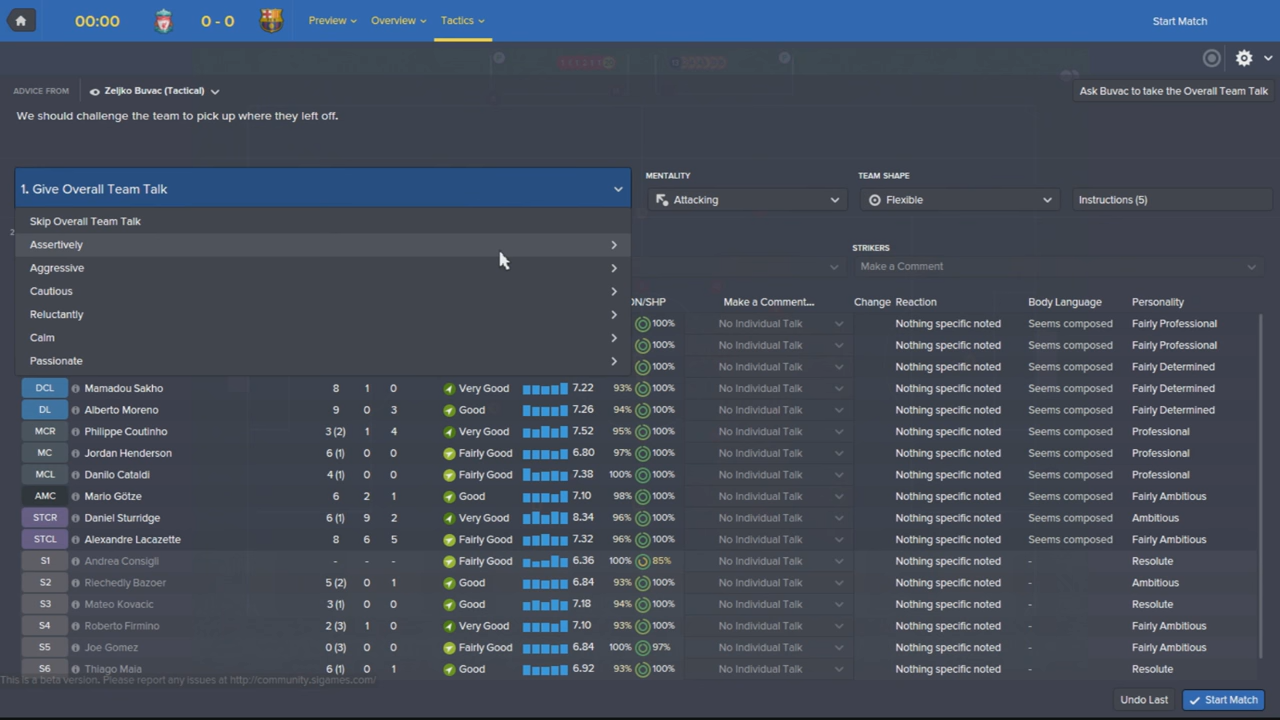 00:00 0 - 0 Preview Overview Tactics Start Match
ADVICE FROM Zeljko Buvac (Tactical) Ask Buvac to take the Overall Team Talk
We should challenge the team to pick up where they left off.
1. Give Overall Team Talk
MENTALITY TEAM SHAPE
Attacking Flexible Instructions (5)
Skip Overall Team Talk
2
Assertively
STRIKERS
Aggressive Make a Comment
Cautious
ON/SHP Make a Comment... Change Reaction Body Language Personality
Reluctantly 100% No Individual Talk Nothing specific noted Seems composed Fairly Professional
Calm 100% No Individual Talk Nothing specific noted Seems composed Fairly Professional
Passionate 100% No Individual Talk Nothing specific noted Seems composed Fairly Determined
DCL Mamadou Sakho 8 1 0 Very Good 7.22 93% 100% No Individual Talk Nothing specific noted Seems composed Fairly Determined
DL Alberto Moreno 9 0 3 Good 7.26 94% 100% No Individual Talk Nothing specific noted Seems composed Fairly Determined
MCR Philippe Coutinho 3 (2) 1 4 Very Good 7.52 95% 100% No Individual Talk Nothing specific noted Seems composed Professional
MC Jordan Henderson 6 (1) 0 0 Fairly Good 6.80 97% 100% No Individual Talk Nothing specific noted Seems composed Professional
MCL Danilo Cataldi 4 (1) 0 0 Fairly Good 7.38 100% 100% No Individual Talk Nothing specific noted Seems composed Professional
AMC Mario Götze 6 2 1 Good 7.10 98% 100% No Individual Talk Nothing specific noted Seems composed Fairly Ambitious
STCR Daniel Sturridge 6 (1) 9 2 Very Good 8.34 96% 100% No Individual Talk Nothing specific noted Seems composed Ambitious
STCL Alexandre Lacazette 8 6 5 Fairly Good 7.32 96% 100% No Individual Talk Nothing specific noted Seems composed Fairly Ambitious
S1 Andrea Consigli - - - Fairly Good 6.36 100% 85% No Individual Talk Nothing specific noted - Resolute
S2 Riechedly Bazoer 5 (2) 0 1 Good 6.84 93% 100% No Individual Talk Nothing specific noted - Ambitious
S3 Mateo Kovacic 3 (1) 0 0 Good 7.18 94% 100% No Individual Talk Nothing specific noted - Resolute
S4 Roberto Firmino 2 (3) 1 0 Very Good 7.10 93% 100% No Individual Talk Nothing specific noted - Fairly Ambitious
S5 Joe Gomez 0 (3) 0 0 Fairly Good 6.84 100% 97% No Individual Talk Nothing specific noted - Fairly Ambitious
S6 Thiago Maia 6 (1) 0 1 Good 6.92 93% 100% No Individual Talk Nothing specific noted - Resolute
This is a beta version. Please report any issues at http://community.sigames.com/
Undo Last Start Match